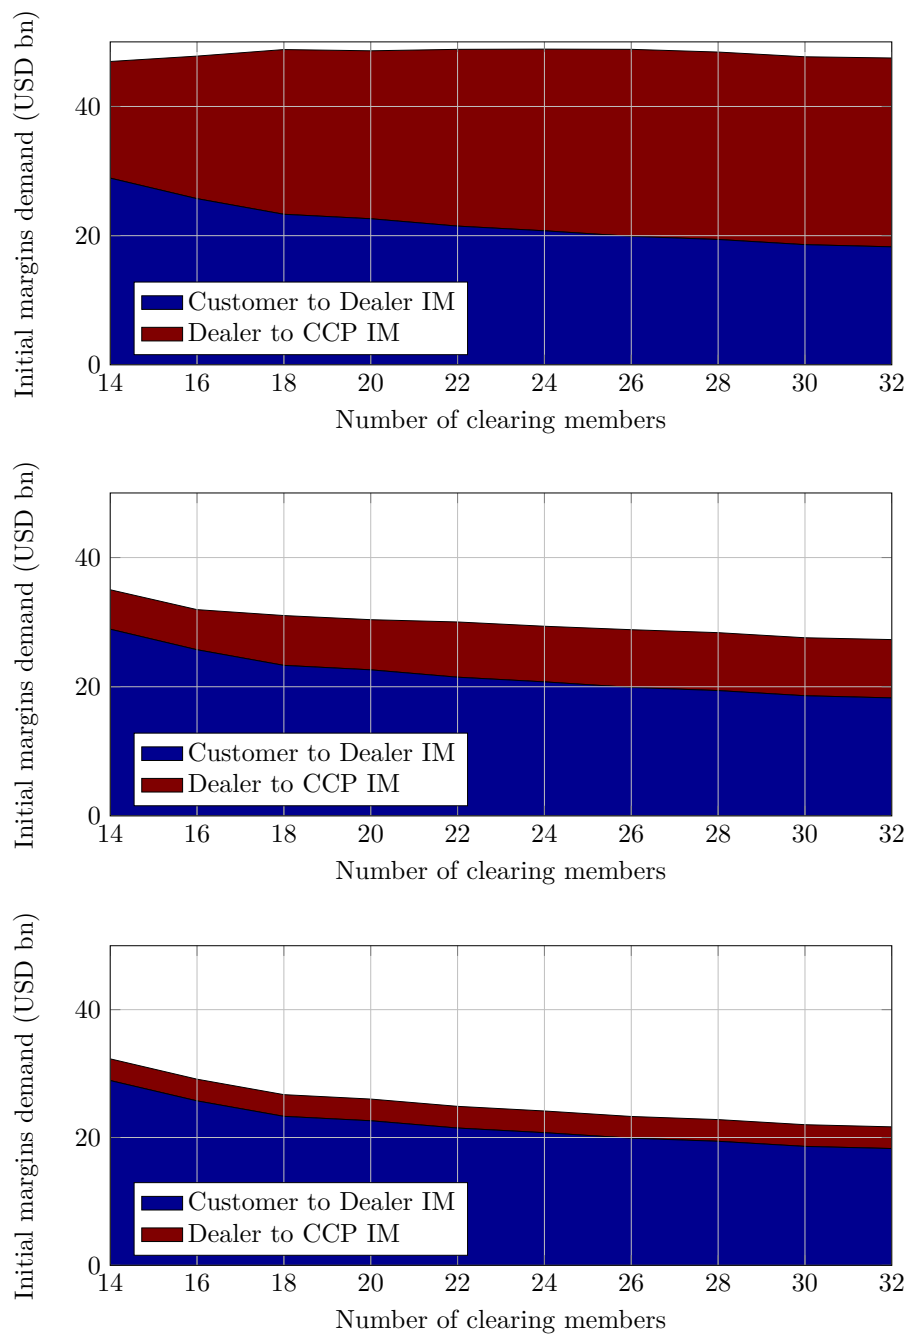 Initial margins demand (USD bn)
40
20
0
Customer to Dealer IM
Dealer to CCP IM
14 16 18 20 22 24 26 28 30 32
Number of clearing members
Initial margins demand (USD bn)
40
20
0
Customer to Dealer IM
Dealer to CCP IM
14 16 18 20 22 24 26 28 30 32
Number of clearing members
Initial margins demand (USD bn)
40
20
0
Customer to Dealer IM
Dealer to CCP IM
14 16 18 20 22 24 26 28 30 32
Number of clearing members